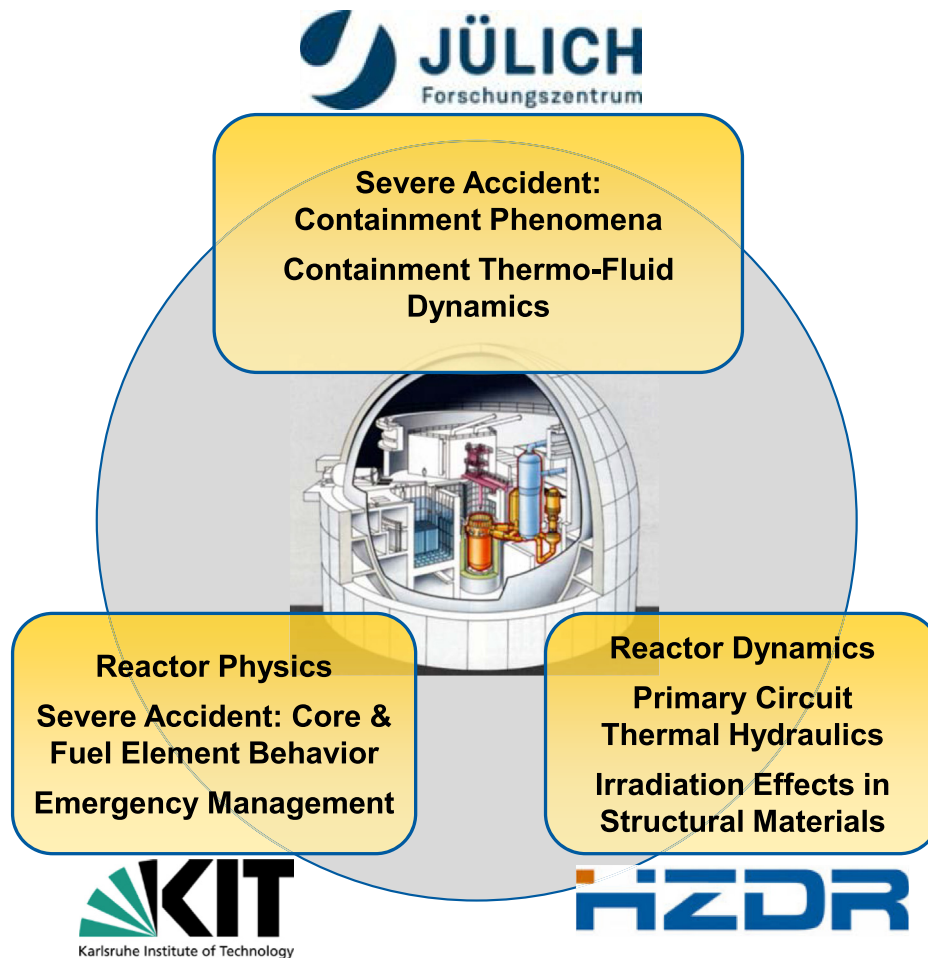 JÜLICH
Forschungszentrum
Severe Accident:
Containment Phenomena
Containment Thermo-Fluid
Dynamics
Reactor Physics
Severe Accident: Core &
Fuel Element Behavior
Emergency Management
Reactor Dynamics
Primary Circuit
Thermal Hydraulics
Irradiation Effects in
Structural Materials
KIT
Karlsruhe Institute of Technology
HZDR